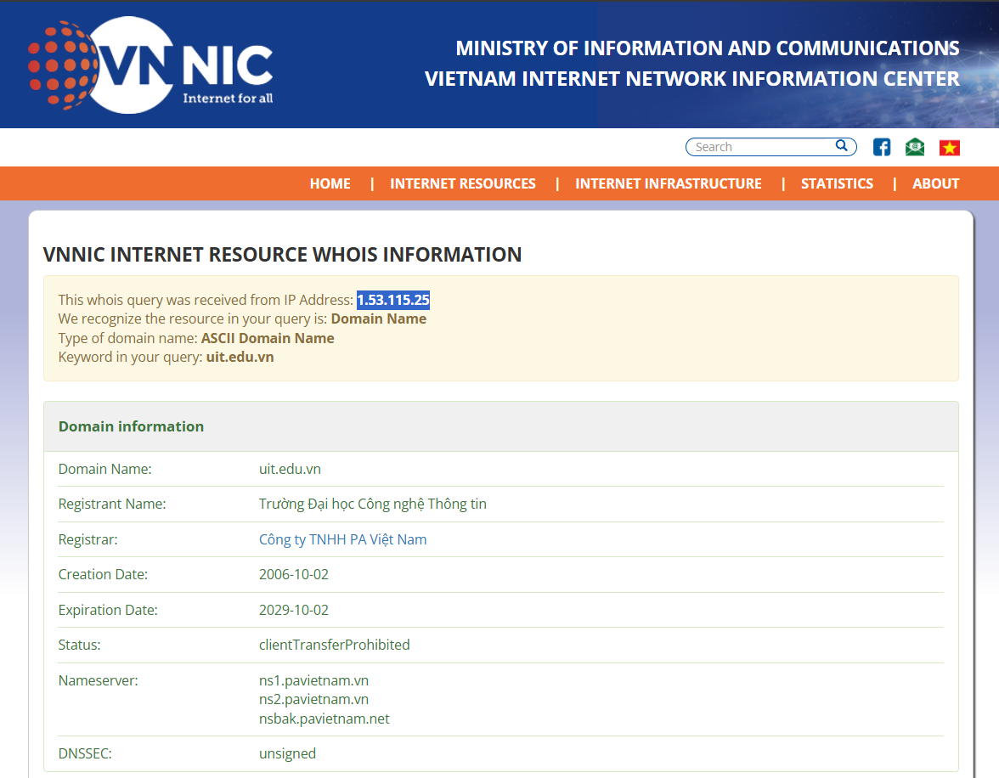 VN NIC
Internet for all
MINISTRY OF INFORMATION AND COMMUNICATIONS
VIETNAM INTERNET NETWORK INFORMATION CENTER
Search
HOME | INTERNET RESOURCES | INTERNET INFRASTRUCTURE | STATISTICS | ABOUT
VNNIC INTERNET RESOURCE WHOIS INFORMATION
This whois query was received from IP Address: 1.53.115.25
We recognize the resource in your query is: Domain Name
Type of domain name: ASCII Domain Name
Keyword in your query: uit.edu.vn
Domain information
Domain Name: uit.edu.vn
Registrant Name: Trường Đại học Công nghệ Thông tin
Registrar: Công ty TNHH PA Việt Nam
Creation Date: 2006-10-02
Expiration Date: 2029-10-02
Status: clientTransferProhibited
Nameserver: ns1.pavietnam.vn
ns2.pavietnam.vn
nsbak.pavietnam.net
DNSSEC: unsigned